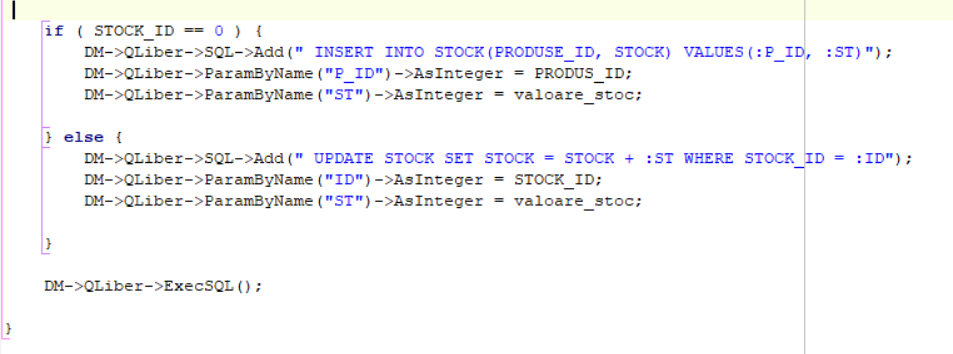 if ( STOCK_ID == 0 ) {
DM->QLiber->SQL->Add(" INSERT INTO STOCK(PRODUSE_ID, STOCK) VALUES(:P_ID, :ST)");
DM->QLiber->ParamByName("P_ID")->AsInteger = PRODUS_ID;
DM->QLiber->ParamByName("ST")->AsInteger = valoare_stoc;
} else {
DM->QLiber->SQL->Add(" UPDATE STOCK SET STOCK = STOCK + :ST WHERE STOCK_ID = :ID");
DM->QLiber->ParamByName("ID")->AsInteger = STOCK_ID;
DM->QLiber->ParamByName("ST")->AsInteger = valoare_stoc;
}
DM->QLiber->ExecSQL();
}